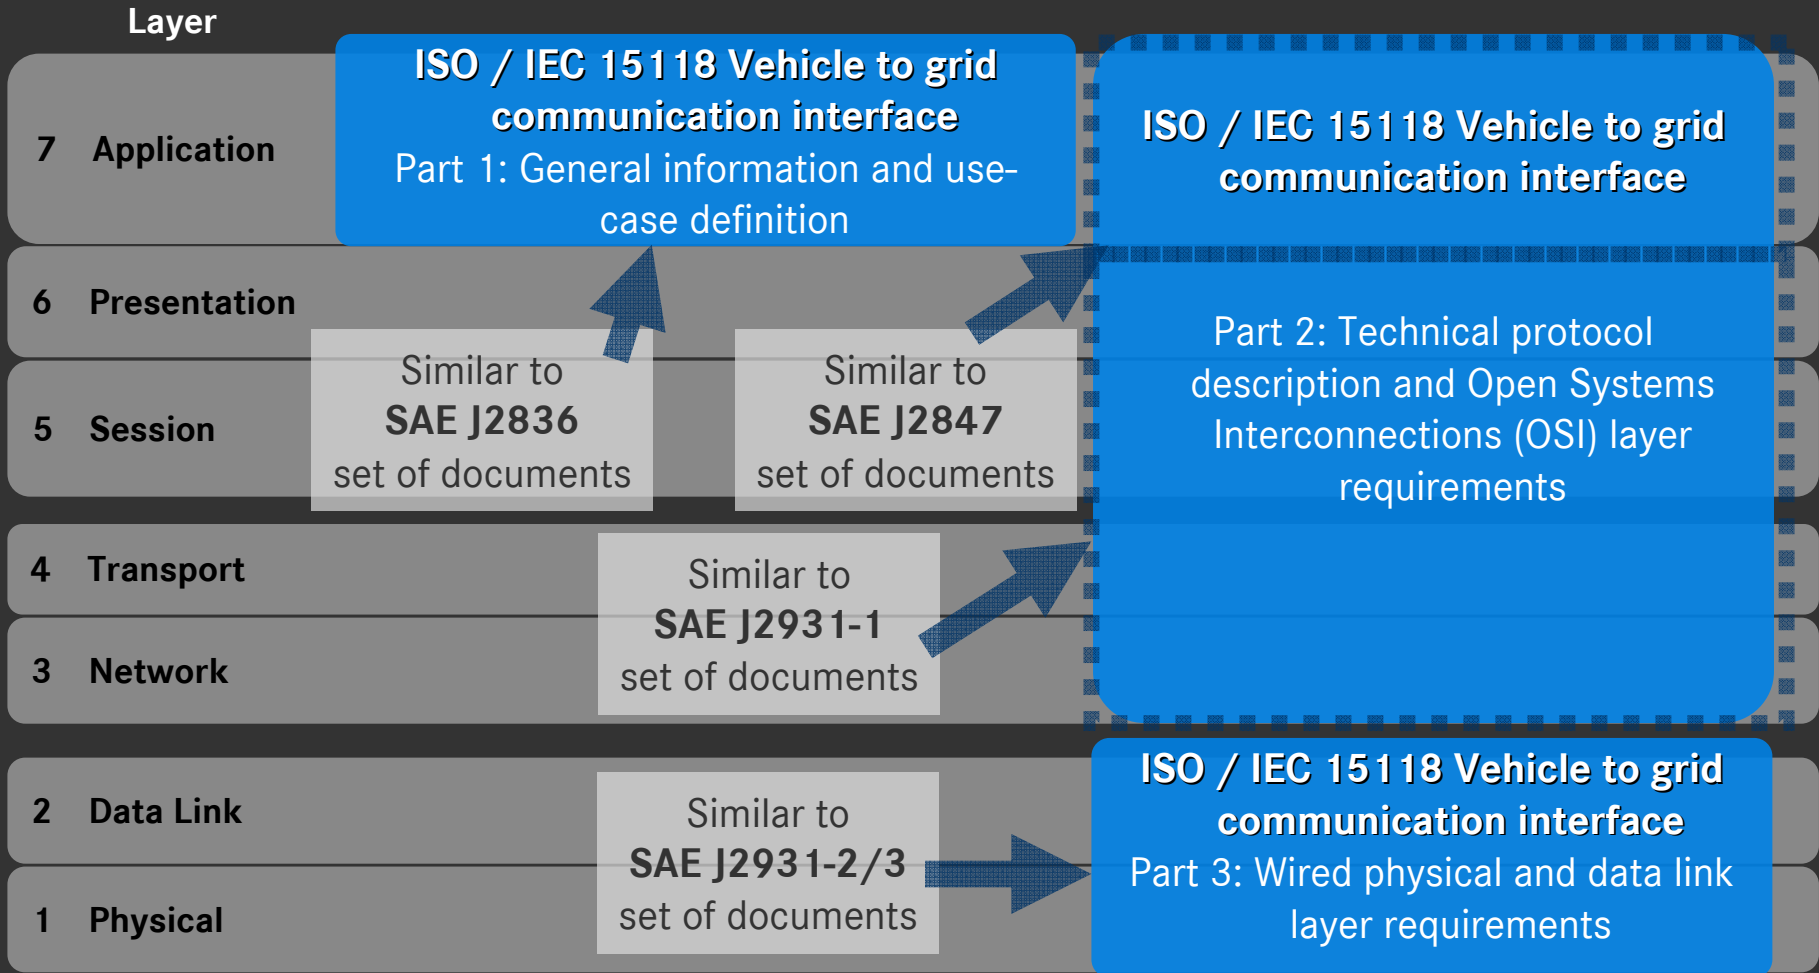 Layer
7 Application
ISO / IEC 15118 Vehicle to grid
communication interface
Part 1: General information and use-
case definition
ISO / IEC 15118 Vehicle to grid
communication interface
6 Presentation
Part 2: Technical protocol
description and Open Systems
Interconnections (OSI) layer
requirements
5 Session
Similar to
SAE J2836
set of documents
Similar to
SAE J2847
set of documents
4 Transport
Similar to
SAE J2931-1
set of documents
3 Network
2 Data Link
Similar to
SAE J2931-2/3
set of documents
ISO / IEC 15118 Vehicle to grid
communication interface
Part 3: Wired physical and data link
layer requirements
1 Physical